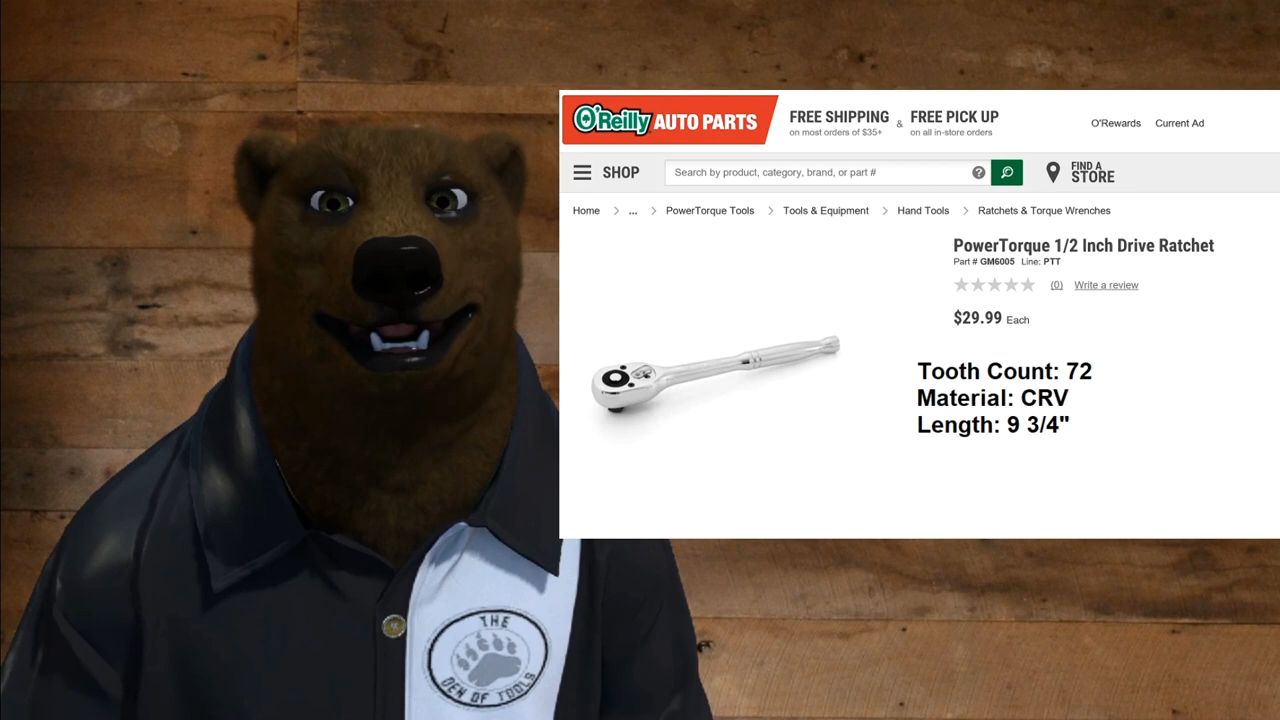 O'Reilly AUTO PARTS
FREE SHIPPING & FREE PICK UP
on most orders of $35+ on all in-store orders
O'Rewards Current Ad
SHOP
Search by product, category, brand, or part #
?
FIND A
STORE
Home > ... > PowerTorque Tools > Tools & Equipment > Hand Tools > Ratchets & Torque Wrenches
PowerTorque 1/2 Inch Drive Ratchet
Part # GM6005 Line: PTT
(0) Write a review
$29.99 Each
Tooth Count: 72
Material: CRV
Length: 9 3/4"
THE
DEN OF TOOLS